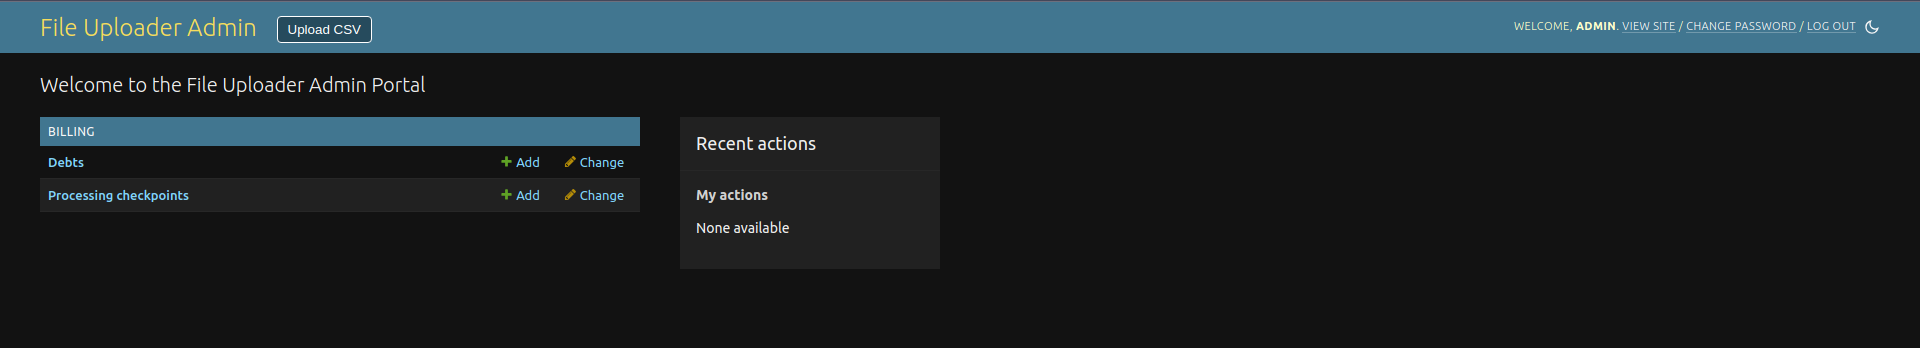 File Uploader Admin Upload CSV WELCOME, ADMIN. VIEW SITE / CHANGE PASSWORD / LOG OUT
Welcome to the File Uploader Admin Portal
BILLING
Debts Add Change
Processing checkpoints Add Change
Recent actions
My actions
None available